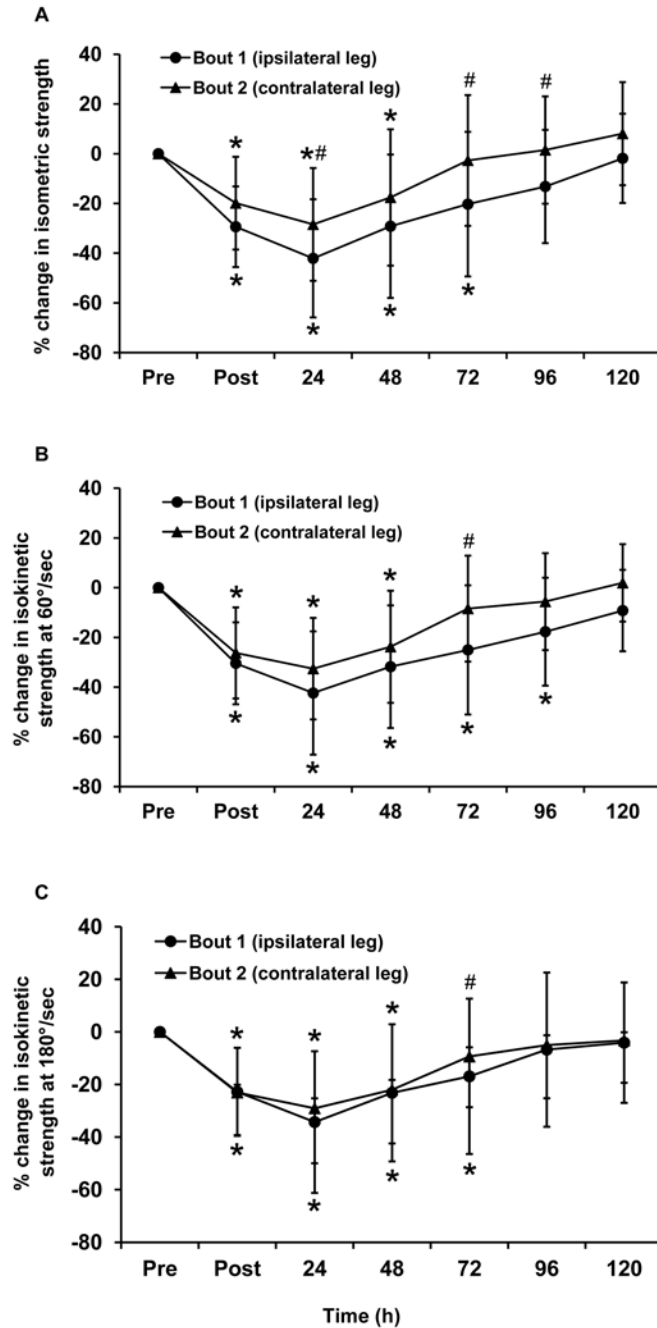 A
Bout 1 (ipsilateral leg)
Bout 2 (contralateral leg)
% change in isometric strength
40
20
0
-20
-40
-60
-80
* *# * # #
* * * *
Pre Post 24 48 72 96 120
B
Bout 1 (ipsilateral leg)
Bout 2 (contralateral leg)
% change in isokinetic
strength at 60°/sec
40
20
0
-20
-40
-60
-80
* * * #
* * * * *
Pre Post 24 48 72 96 120
C
Bout 1 (ipsilateral leg)
Bout 2 (contralateral leg)
% change in isokinetic
strength at 180°/sec
40
20
0
-20
-40
-60
-80
* * * #
* * * *
Pre Post 24 48 72 96 120
Time (h)